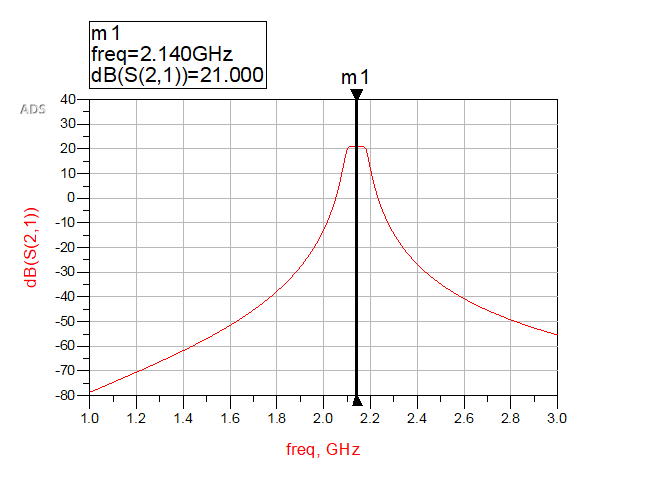 m1
freq=2.140GHz
dB(S(2,1))=21.000
m1
ADS
40
30
20
10
0
-10
-20
-30
-40
-50
-60
-70
-80
dB(S(2,1))
1.0 1.2 1.4 1.6 1.8 2.0 2.2 2.4 2.6 2.8 3.0
freq, GHz